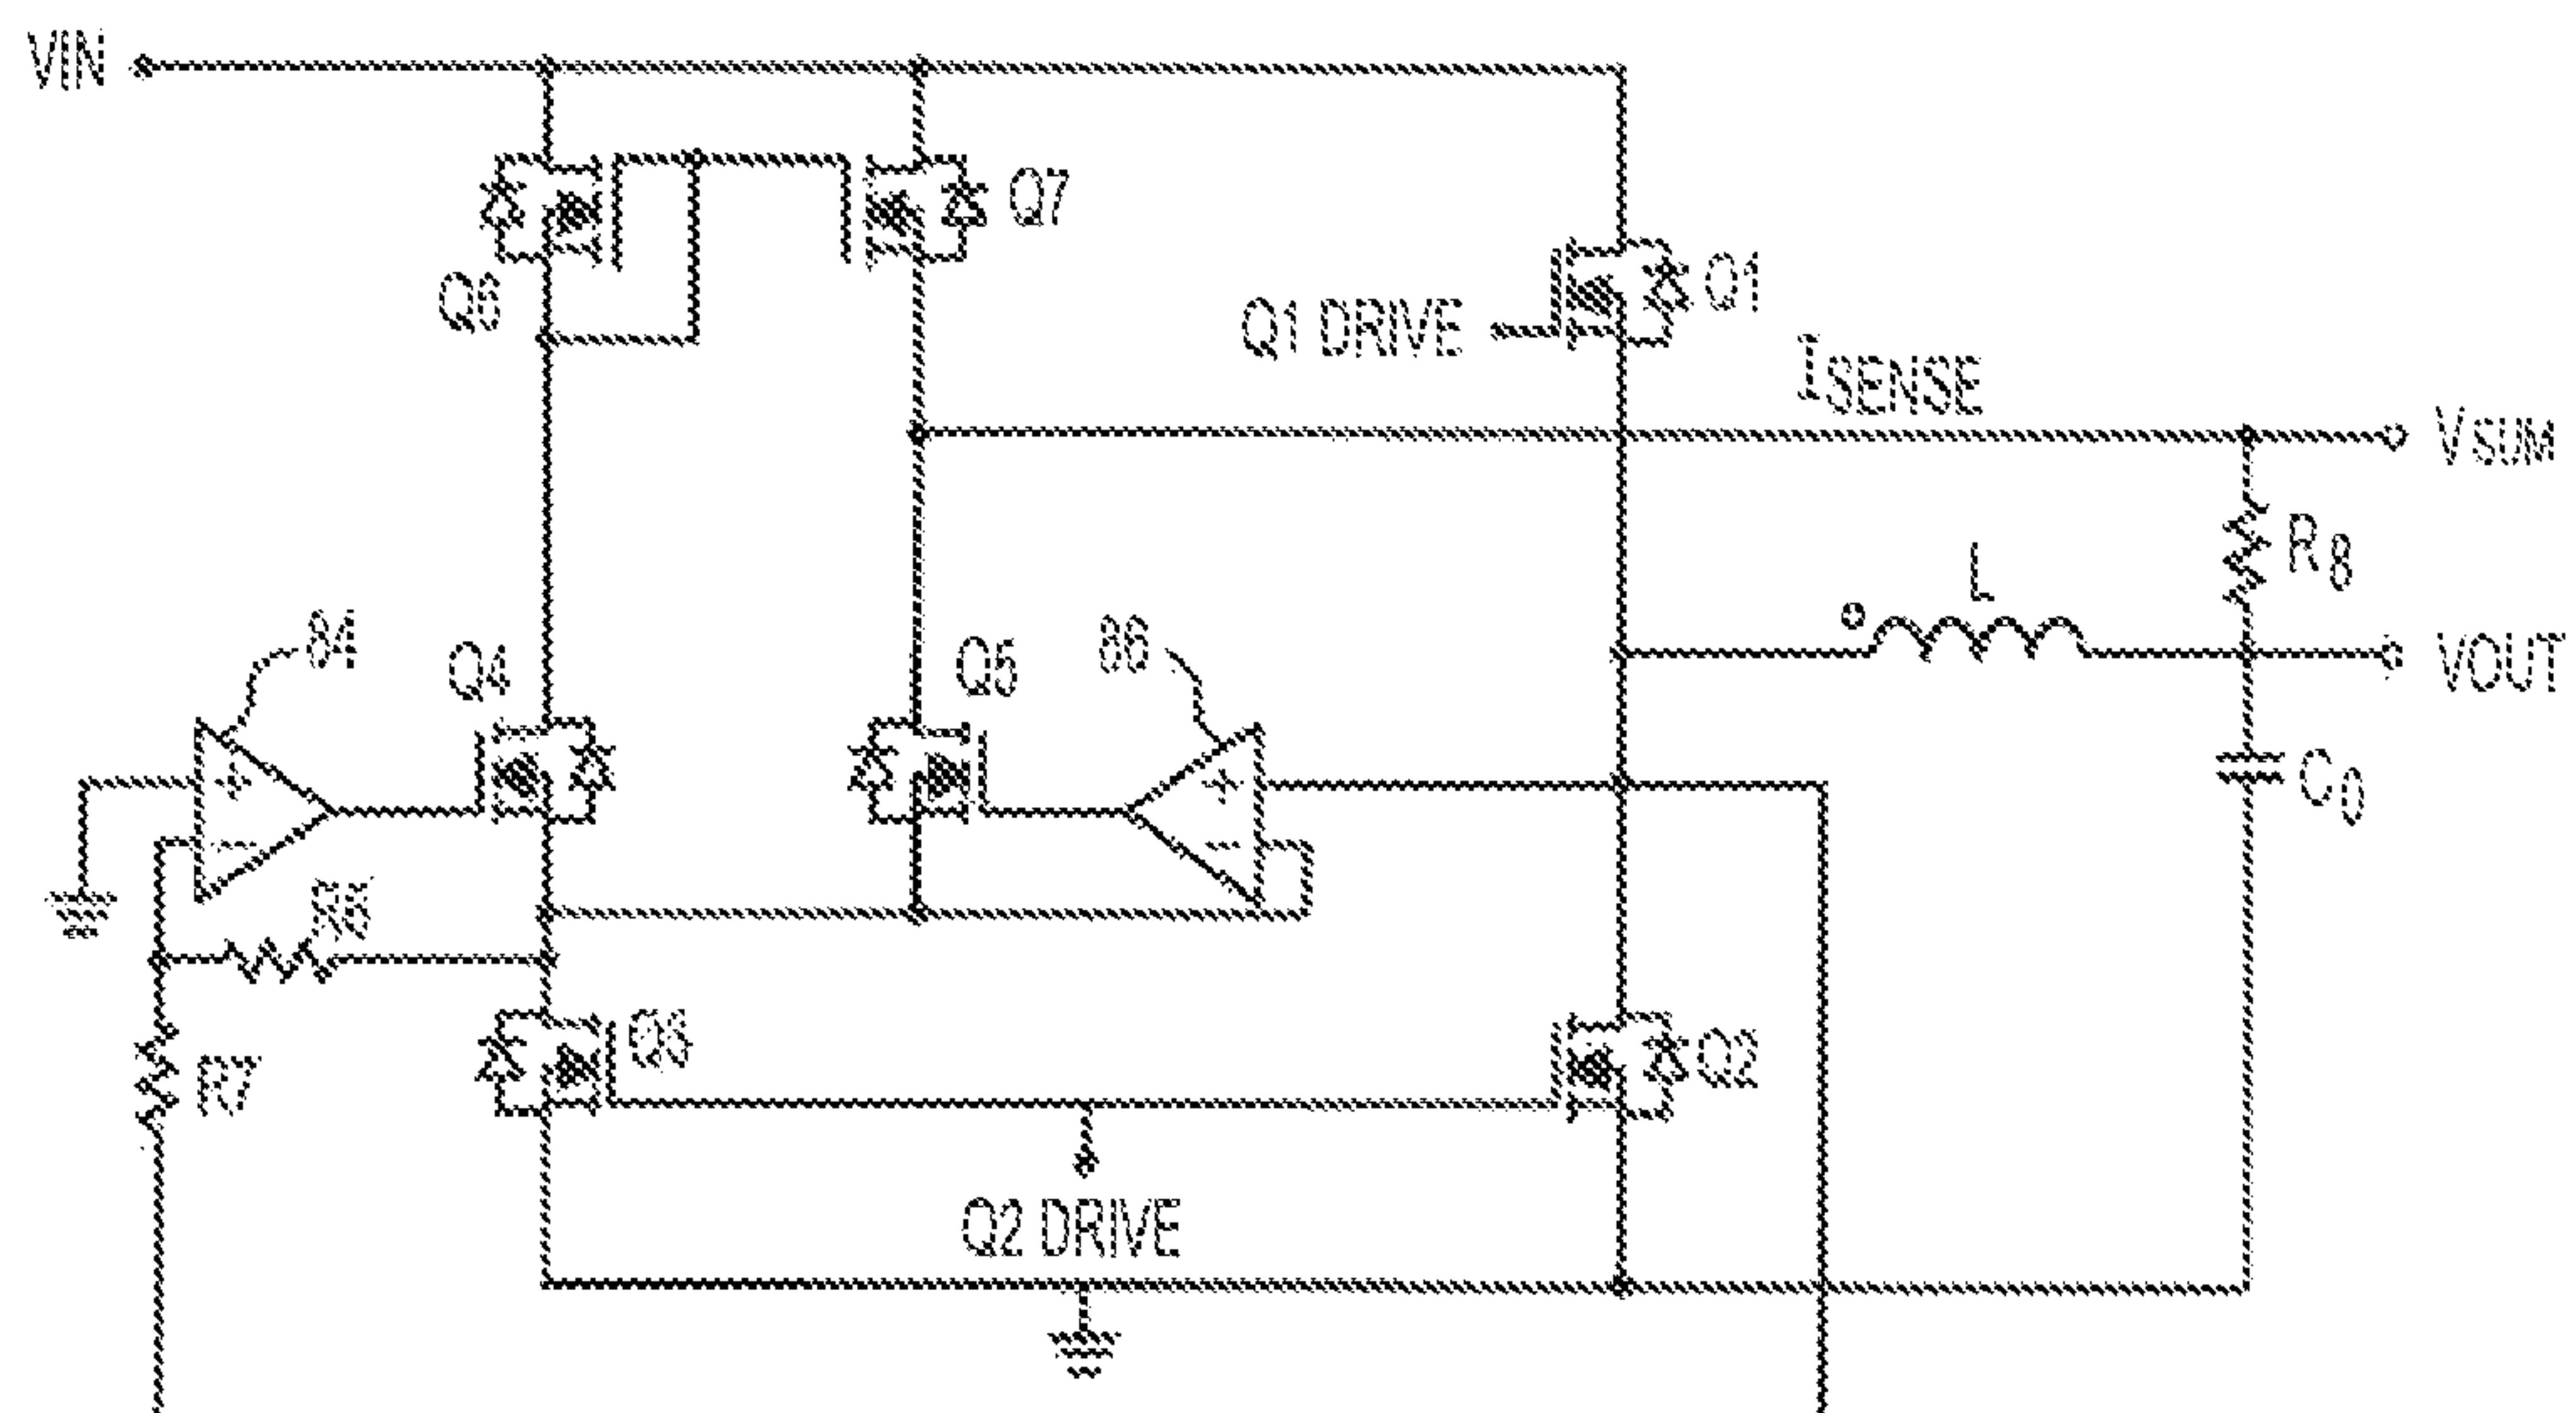 VIN
Q7
Q6
Q1 DRIVE
Q1
ISENSE
VSUM
R8
L
VOUT
84
Q4
Q5
86
+
+
C0
-
-
R7
Q2
Q2 DRIVE